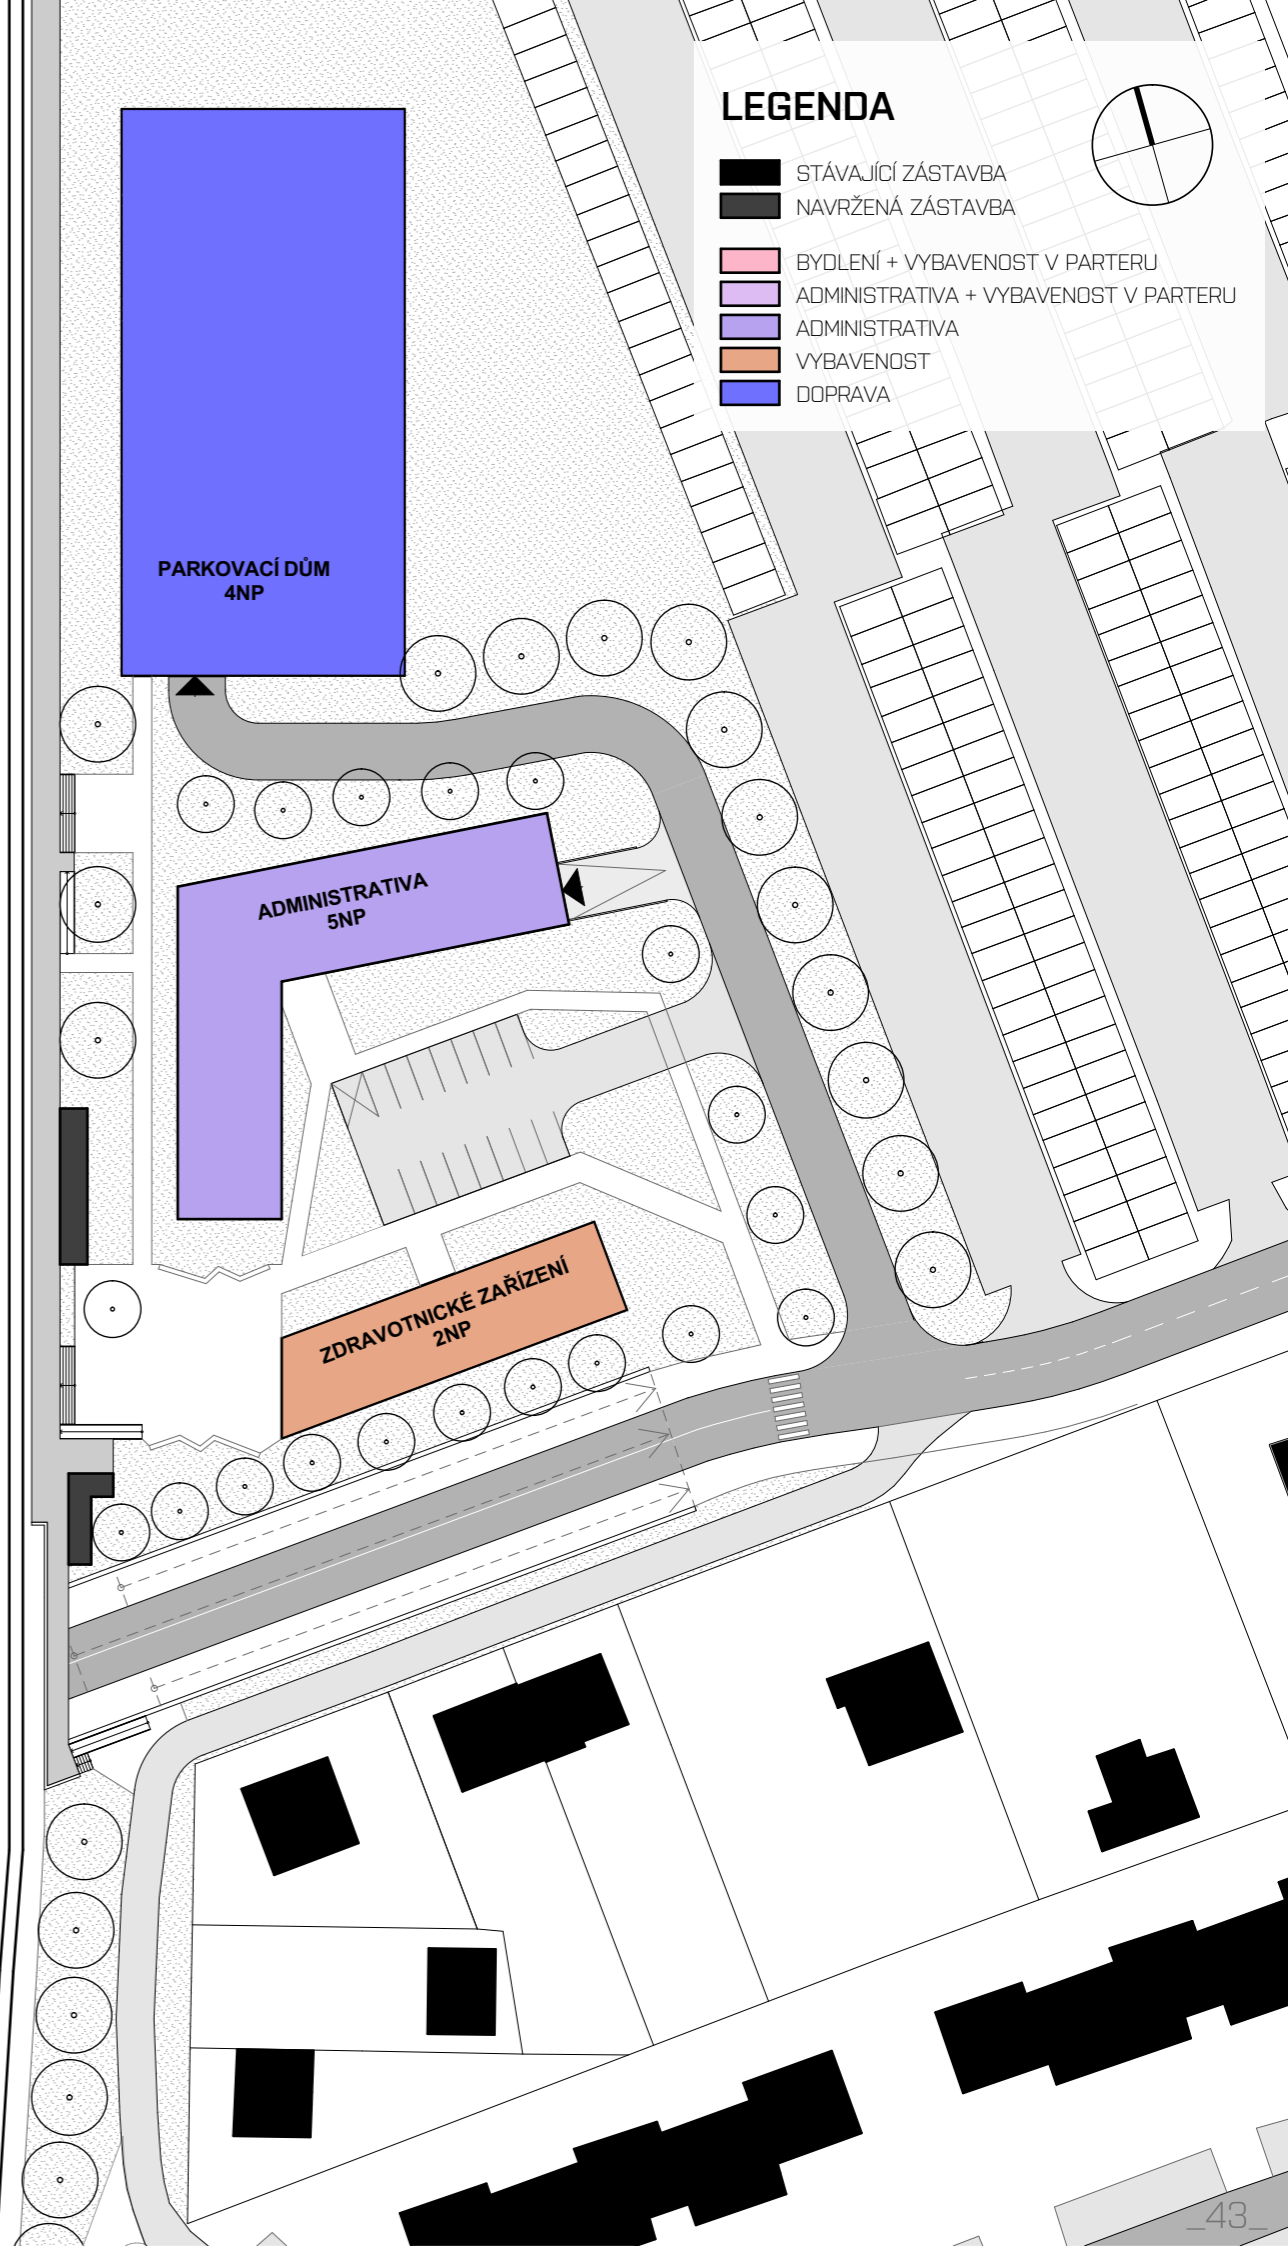 LEGENDA
STÁVAJÍCÍ ZÁSTAVBA
NAVRŽENÁ ZÁSTAVBA
BYDLENÍ + VYBAVENOST V PARTERU
ADMINISTRATIVA + VYBAVENOST V PARTERU
ADMINISTRATIVA
VYBAVENOST
DOPRAVA
PARKOVACÍ DŮM
4NP
ADMINISTRATIVA
5NP
ZDRAVOTNICKÉ ZAŘÍZENÍ
2NP
_43_